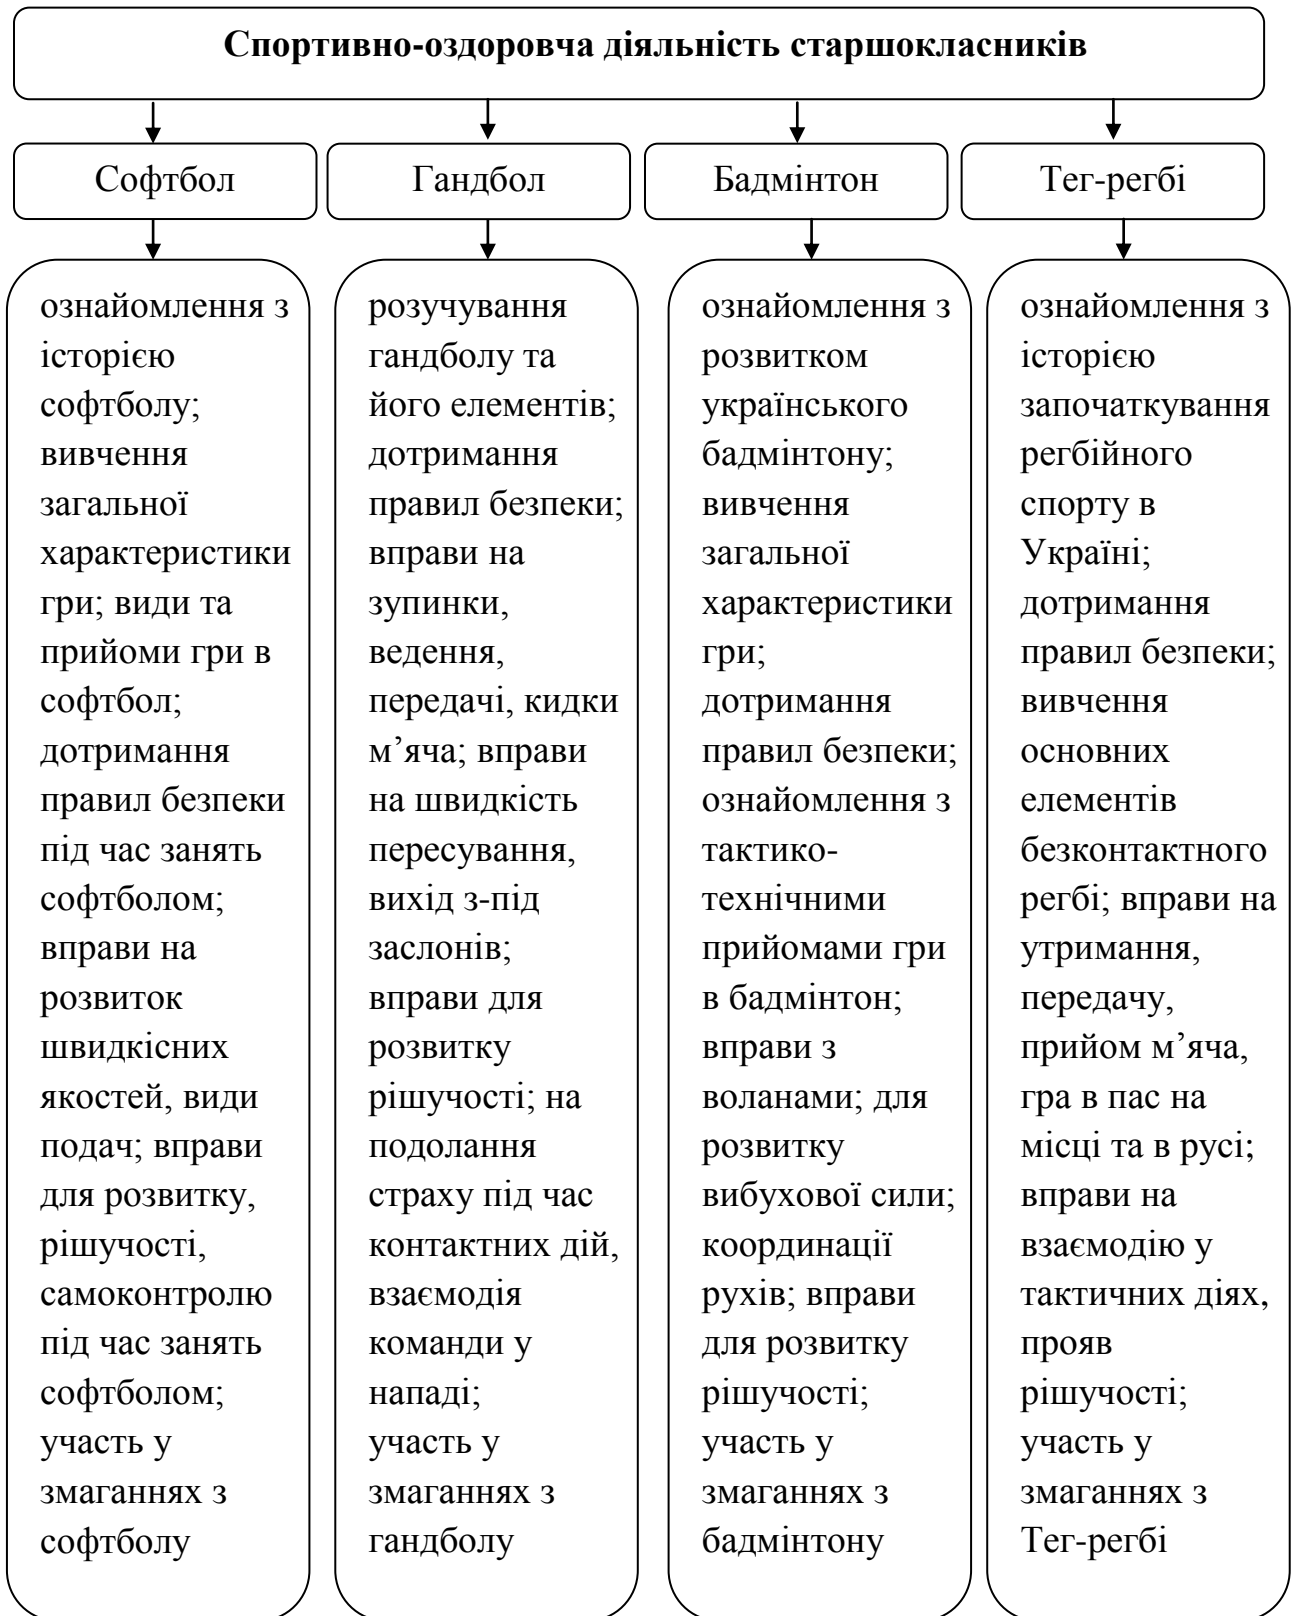 Спортивно-оздоровча діяльність старшокласників
Софтбол
Гандбол
Бадмінтон
Тег-регбі
ознайомлення з
історією
софтболу;
вивчення
загальної
характеристики
гри; види та
прийоми гри в
софтбол;
дотримання
правил безпеки
під час занять
софтболом;
вправи на
розвиток
швидкісних
якостей, види
подач; вправи
для розвитку,
рішучості,
самоконтролю
під час занять
софтболом;
участь у
змаганнях з
софтболу
розучування
гандболу та
його елементів;
дотримання
правил безпеки;
вправи на
зупинки,
ведення,
передачі, кидки
м’яча; вправи
на швидкість
пересування,
вихід з-під
заслонів;
вправи для
розвитку
рішучості; на
подолання
страху під час
контактних дій,
взаємодія
команди у
нападі;
участь у
змаганнях з
гандболу
ознайомлення з
розвитком
українського
бадмінтону;
вивчення
загальної
характеристики
гри;
дотримання
правил безпеки;
ознайомлення з
тактико-
технічними
прийомами гри
в бадмінтон;
вправи з
воланами; для
розвитку
вибухової сили;
координації
рухів; вправи
для розвитку
рішучості;
участь у
змаганнях з
бадмінтону
ознайомлення з
історією
започаткування
регбійного
спорту в
Україні;
дотримання
правил безпеки;
вивчення
основних
елементів
безконтактного
регбі; вправи на
утримання,
передачу,
прийом м’яча,
гра в пас на
місці та в русі;
вправи на
взаємодію у
тактичних діях,
прояв
рішучості;
участь у
змаганнях з
Тег-регбі